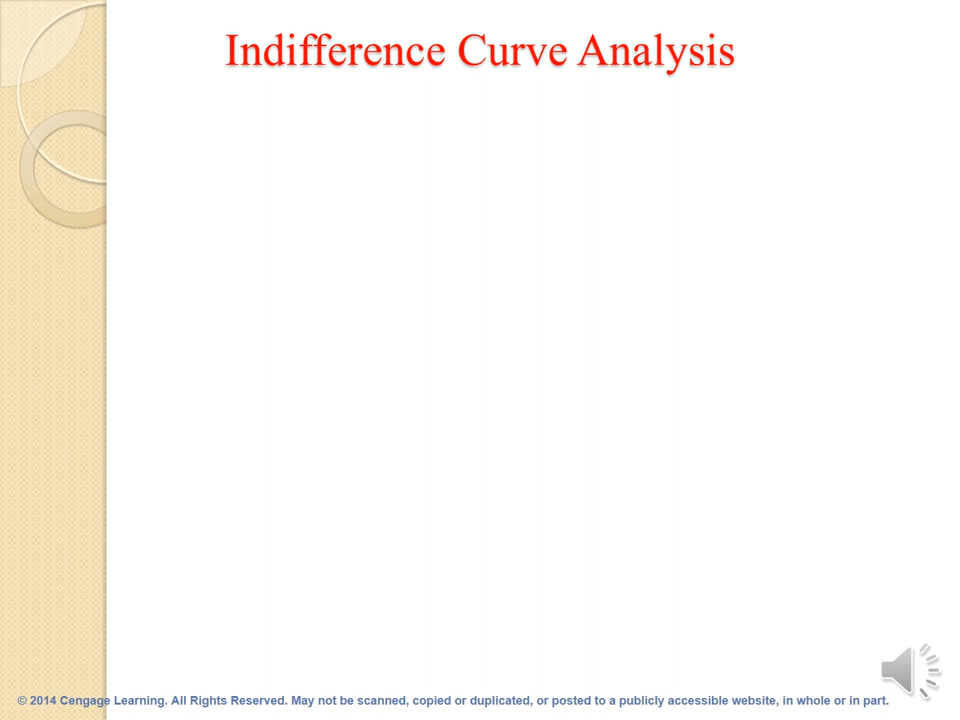 Indifference Curve Analysis
© 2014 Cengage Learning. All Rights Reserved. May not be scanned, copied or duplicated, or posted to a publicly accessible website, in whole or in part.